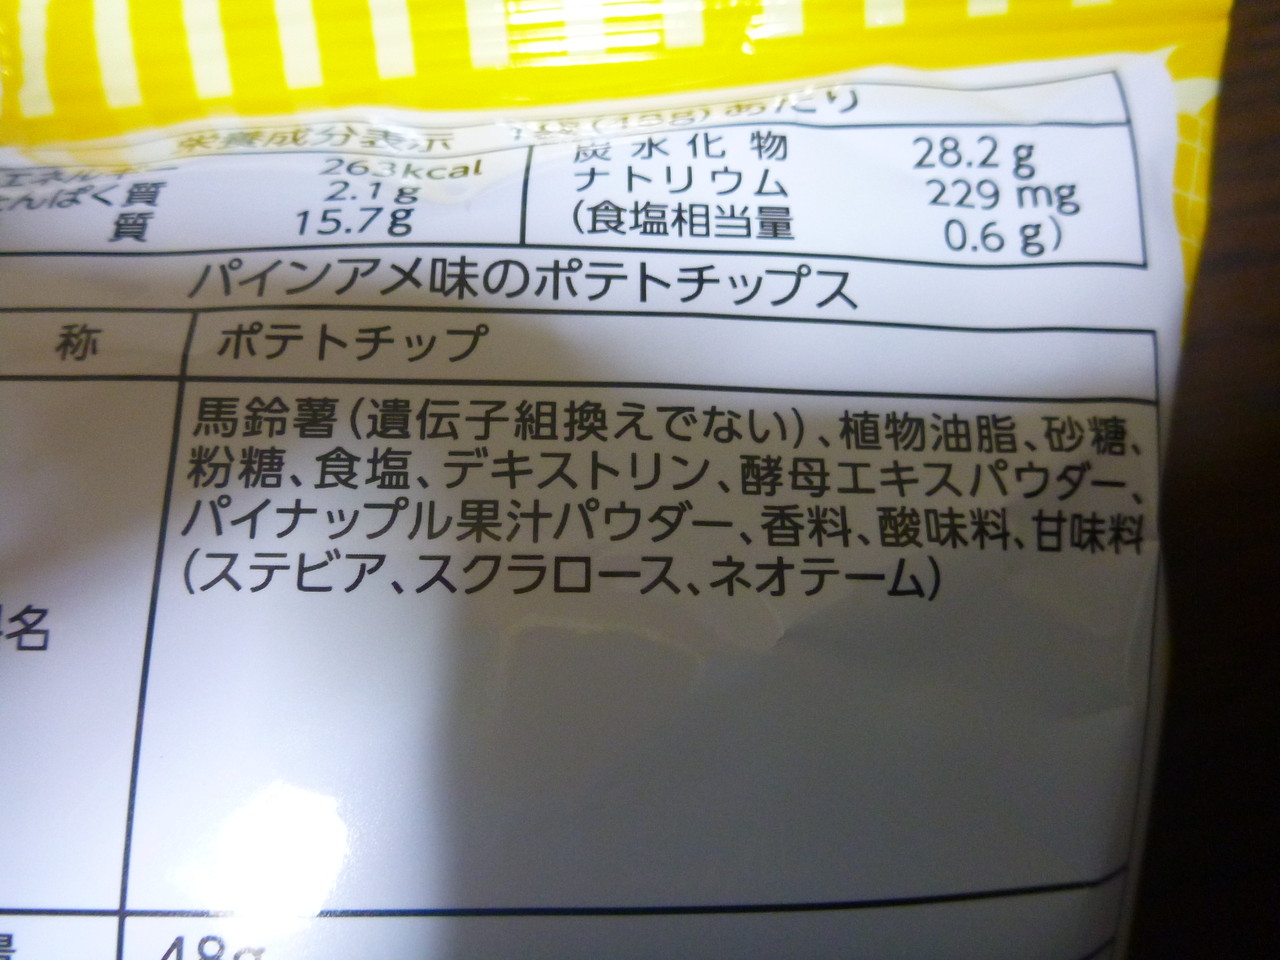 栄養成分表示 1袋(48g)あたり
エネルギー 263kcal
たんぱく質 2.1g
質 15.7g
炭水化物 28.2g
ナトリウム 229mg
(食塩相当量 0.6g)
パインアメ味のポテトチップス
称 ポテトチップ
名
馬鈴薯(遺伝子組換えでない)、植物油脂、砂糖、
粉糖、食塩、デキストリン、酵母エキスパウダー、
パイナップル果汁パウダー、香料、酸味料、甘味料
(ステビア、スクラロース、ネオテーム)
量 48g